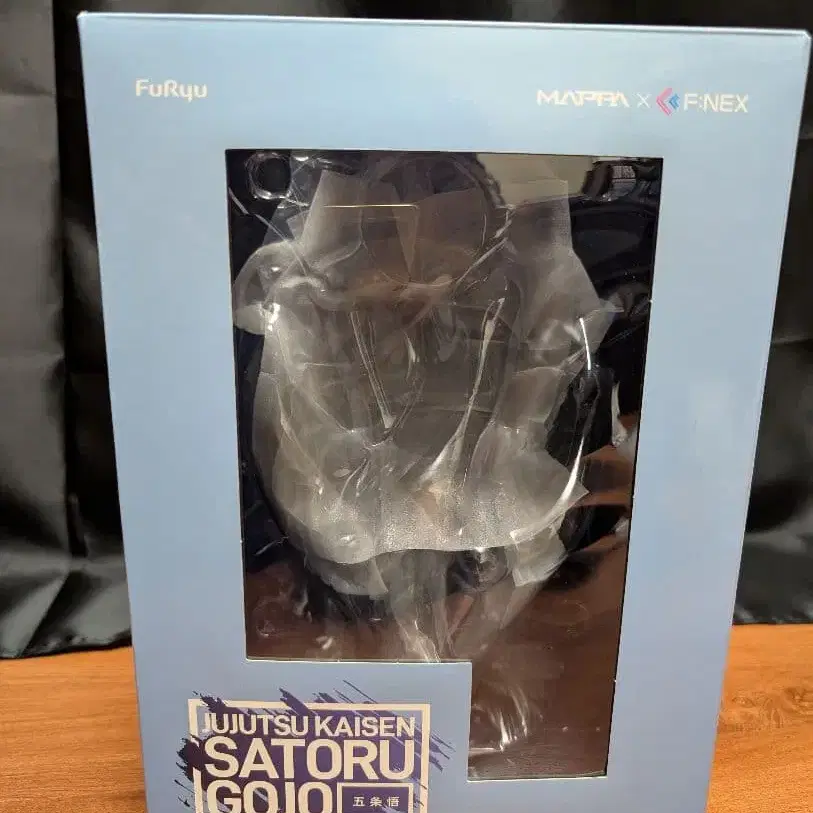 FuRyu
MAPPA × F:NEX
JUJUTSU KAISEN
SATORU
GOJO
五条悟